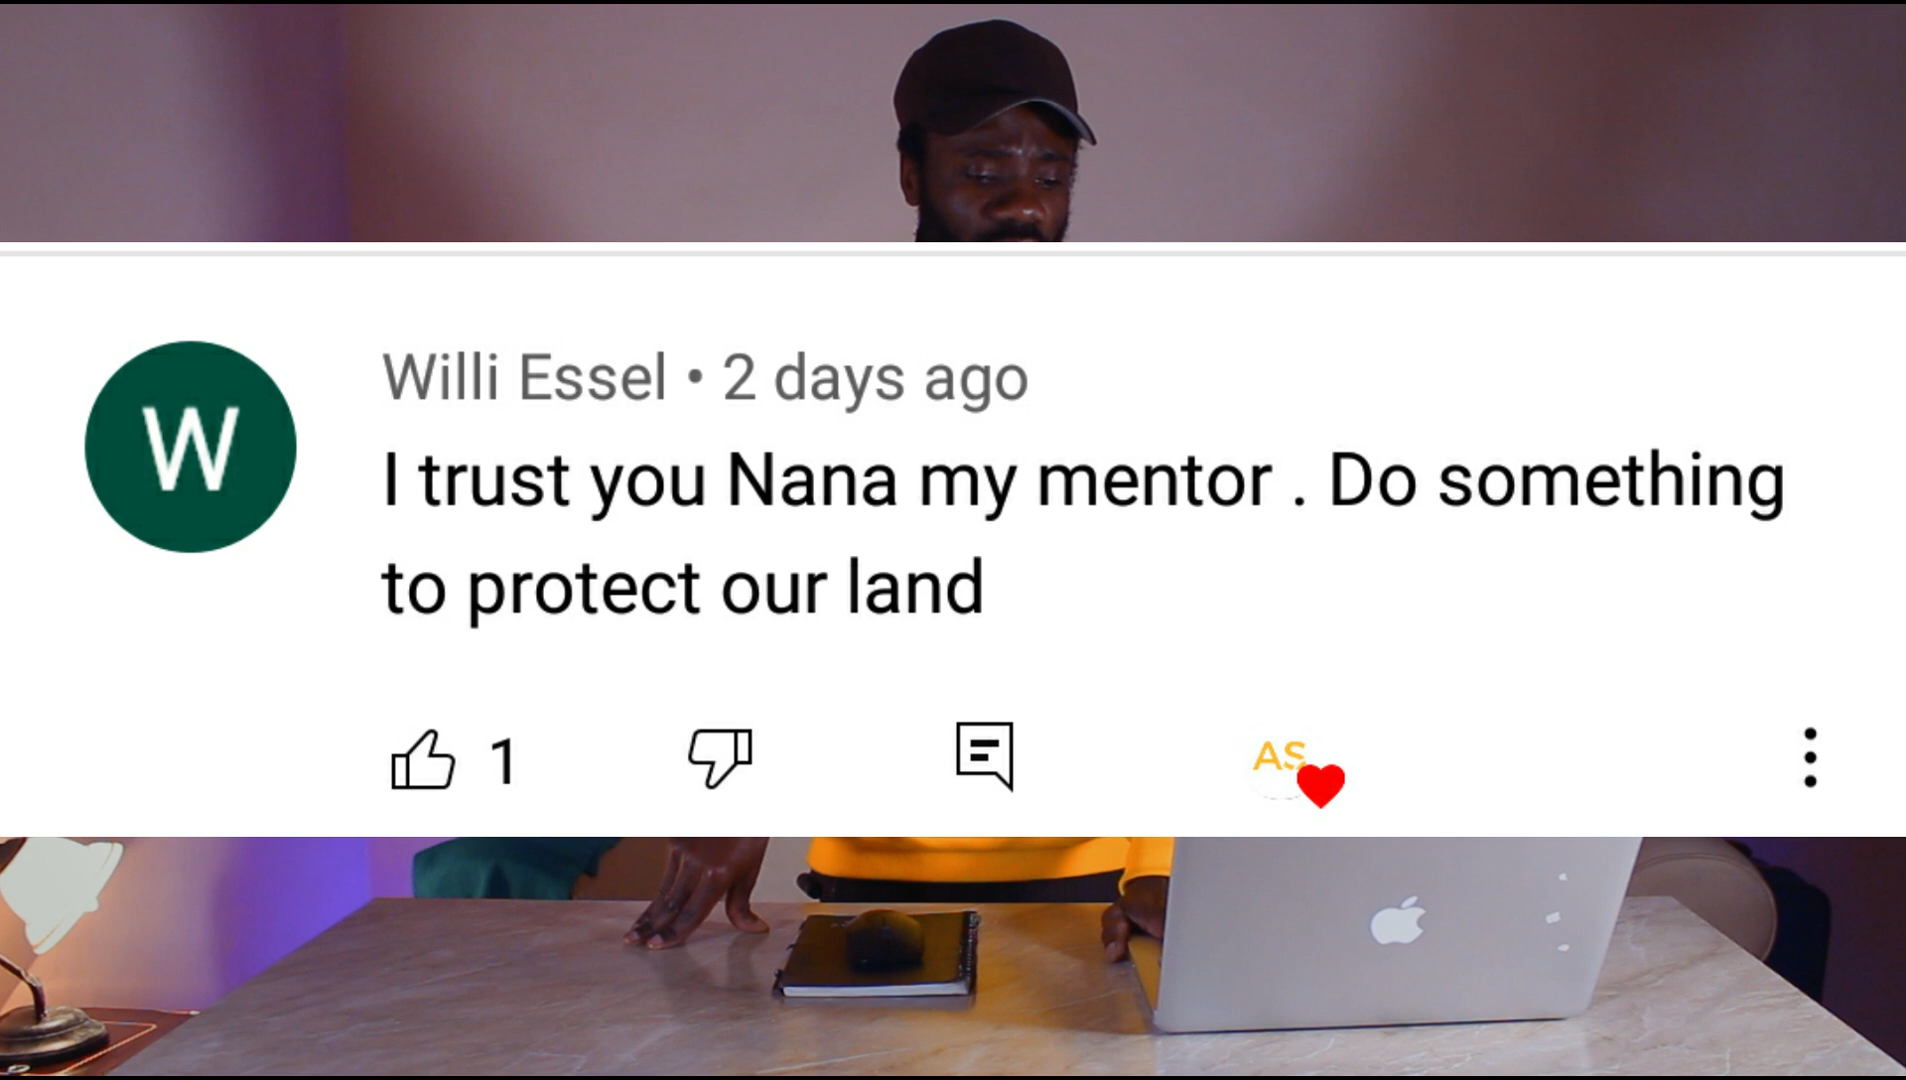 W
Willi Essel • 2 days ago
I trust you Nana my mentor . Do something
to protect our land
1
AS